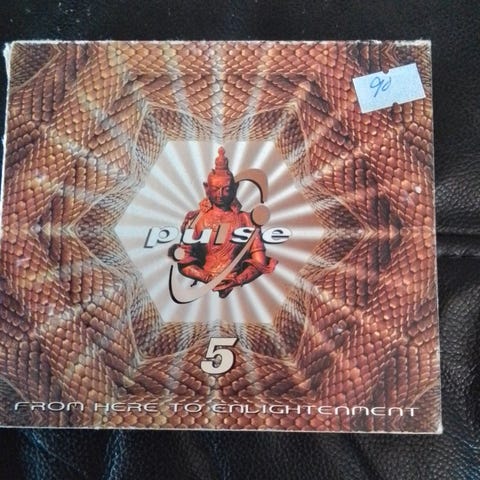 90
pulse
5
FROM HERE TO ENLIGHTENMENT